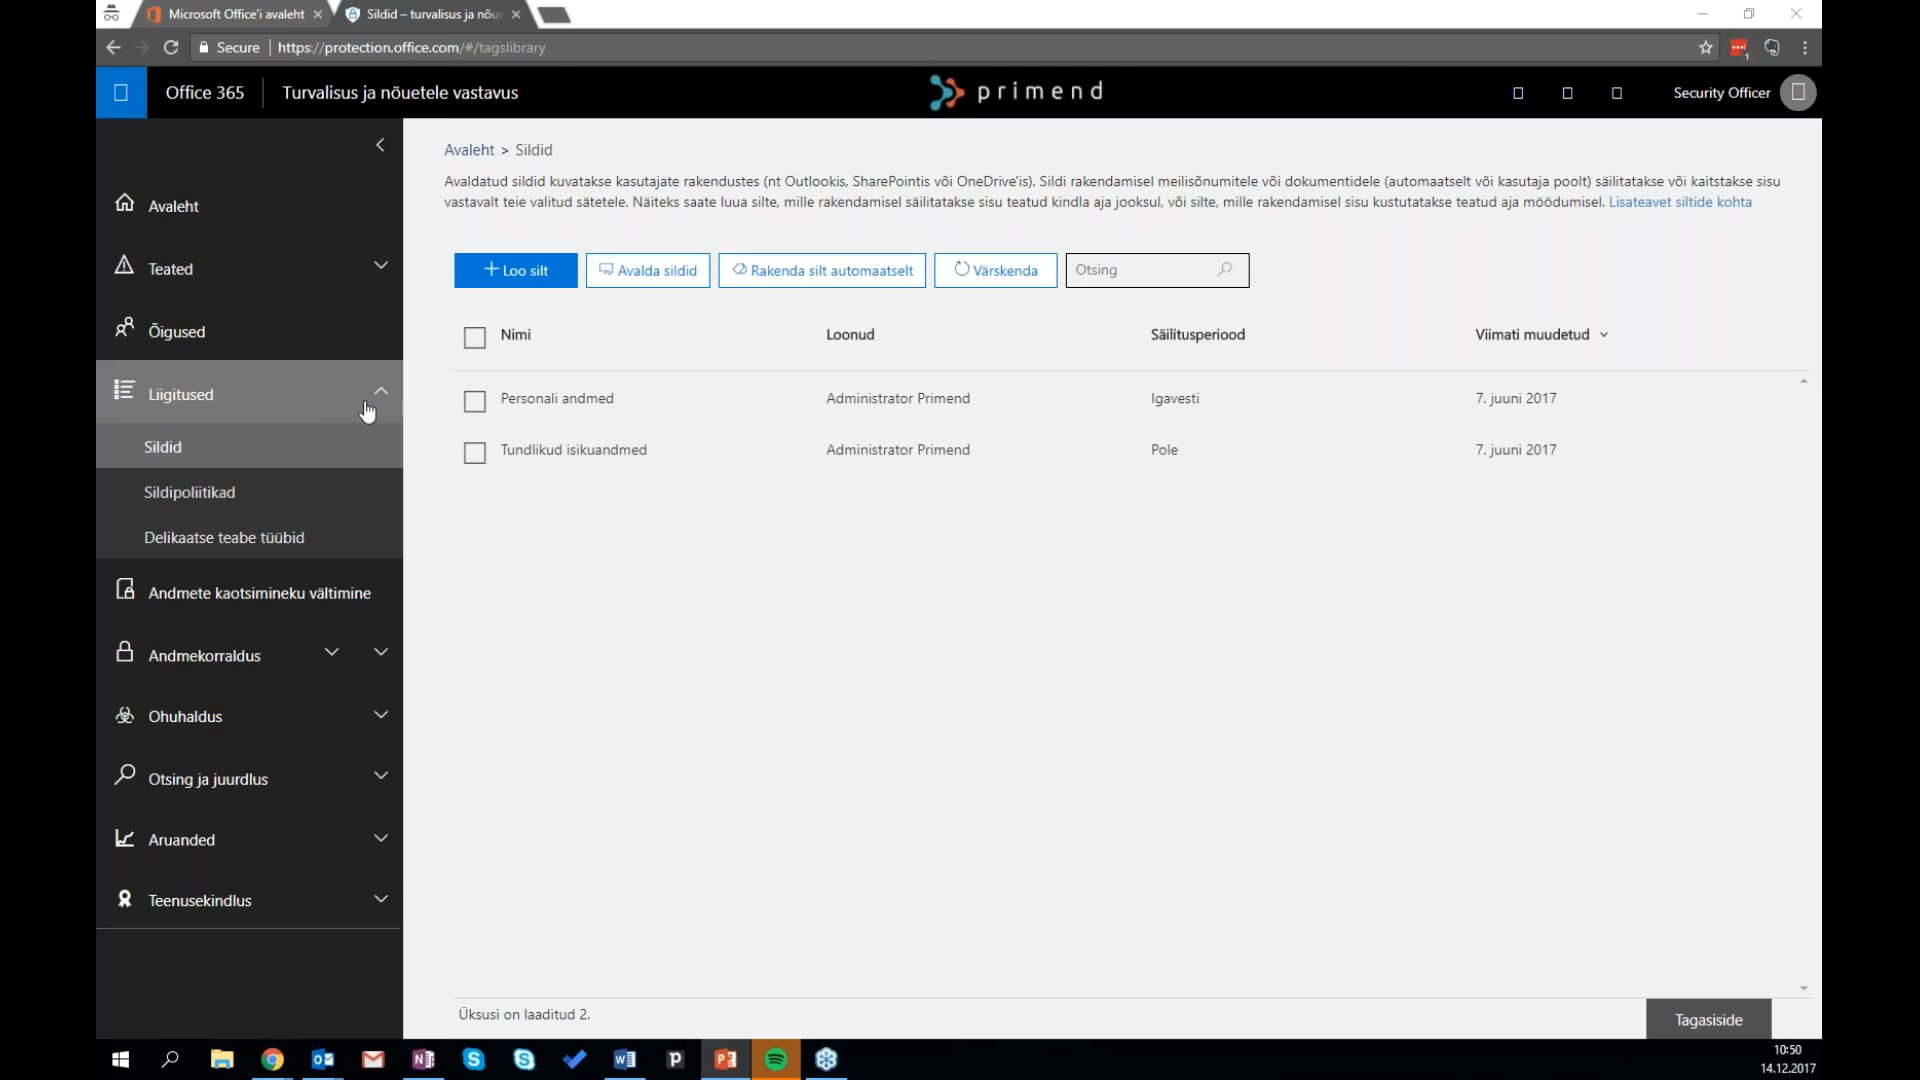 Microsoft Office'i avaleht
Sildid – turvalisus ja nõu
Secure
https://protection.office.com/#/tagslibrary
Office 365
Turvalisus ja nõuetele vastavus
primend
Security Officer
Avaleht
Teated
Õigused
Liigitused
Sildid
Sildipoliitikad
Delikaatse teabe tüübid
Andmete kaotsimineku vältimine
Andmekorraldus
Ohuhaldus
Otsing ja juurdlus
Aruanded
Teenusekindlus
Avaleht > Sildid
Avaldatud sildid kuvatakse kasutajate rakendustes (nt Outlookis, SharePointis või OneDrive'is). Sildi rakendamisel meilisõnumitele või dokumentidele (automaatselt või kasutaja poolt) säilitatakse või kaitstakse sisu
vastavalt teie valitud sätetele. Näiteks saate luua silte, mille rakendamisel säilitatakse sisu teatud kindla aja jooksul, või silte, mille rakendamisel sisu kustutatakse teatud aja möödumisel. Lisateavet siltide kohta
+ Loo silt
Avalda sildid
Rakenda silt automaatselt
Värskenda
Otsing
Nimi Loonud Säilitusperiood Viimati muudetud
Personali andmed Administrator Primend Igavesti 7. juuni 2017
Tundlikud isikuandmed Administrator Primend Pole 7. juuni 2017
Üksusi on laaditud 2.
Tagasiside
10:50
14.12.2017